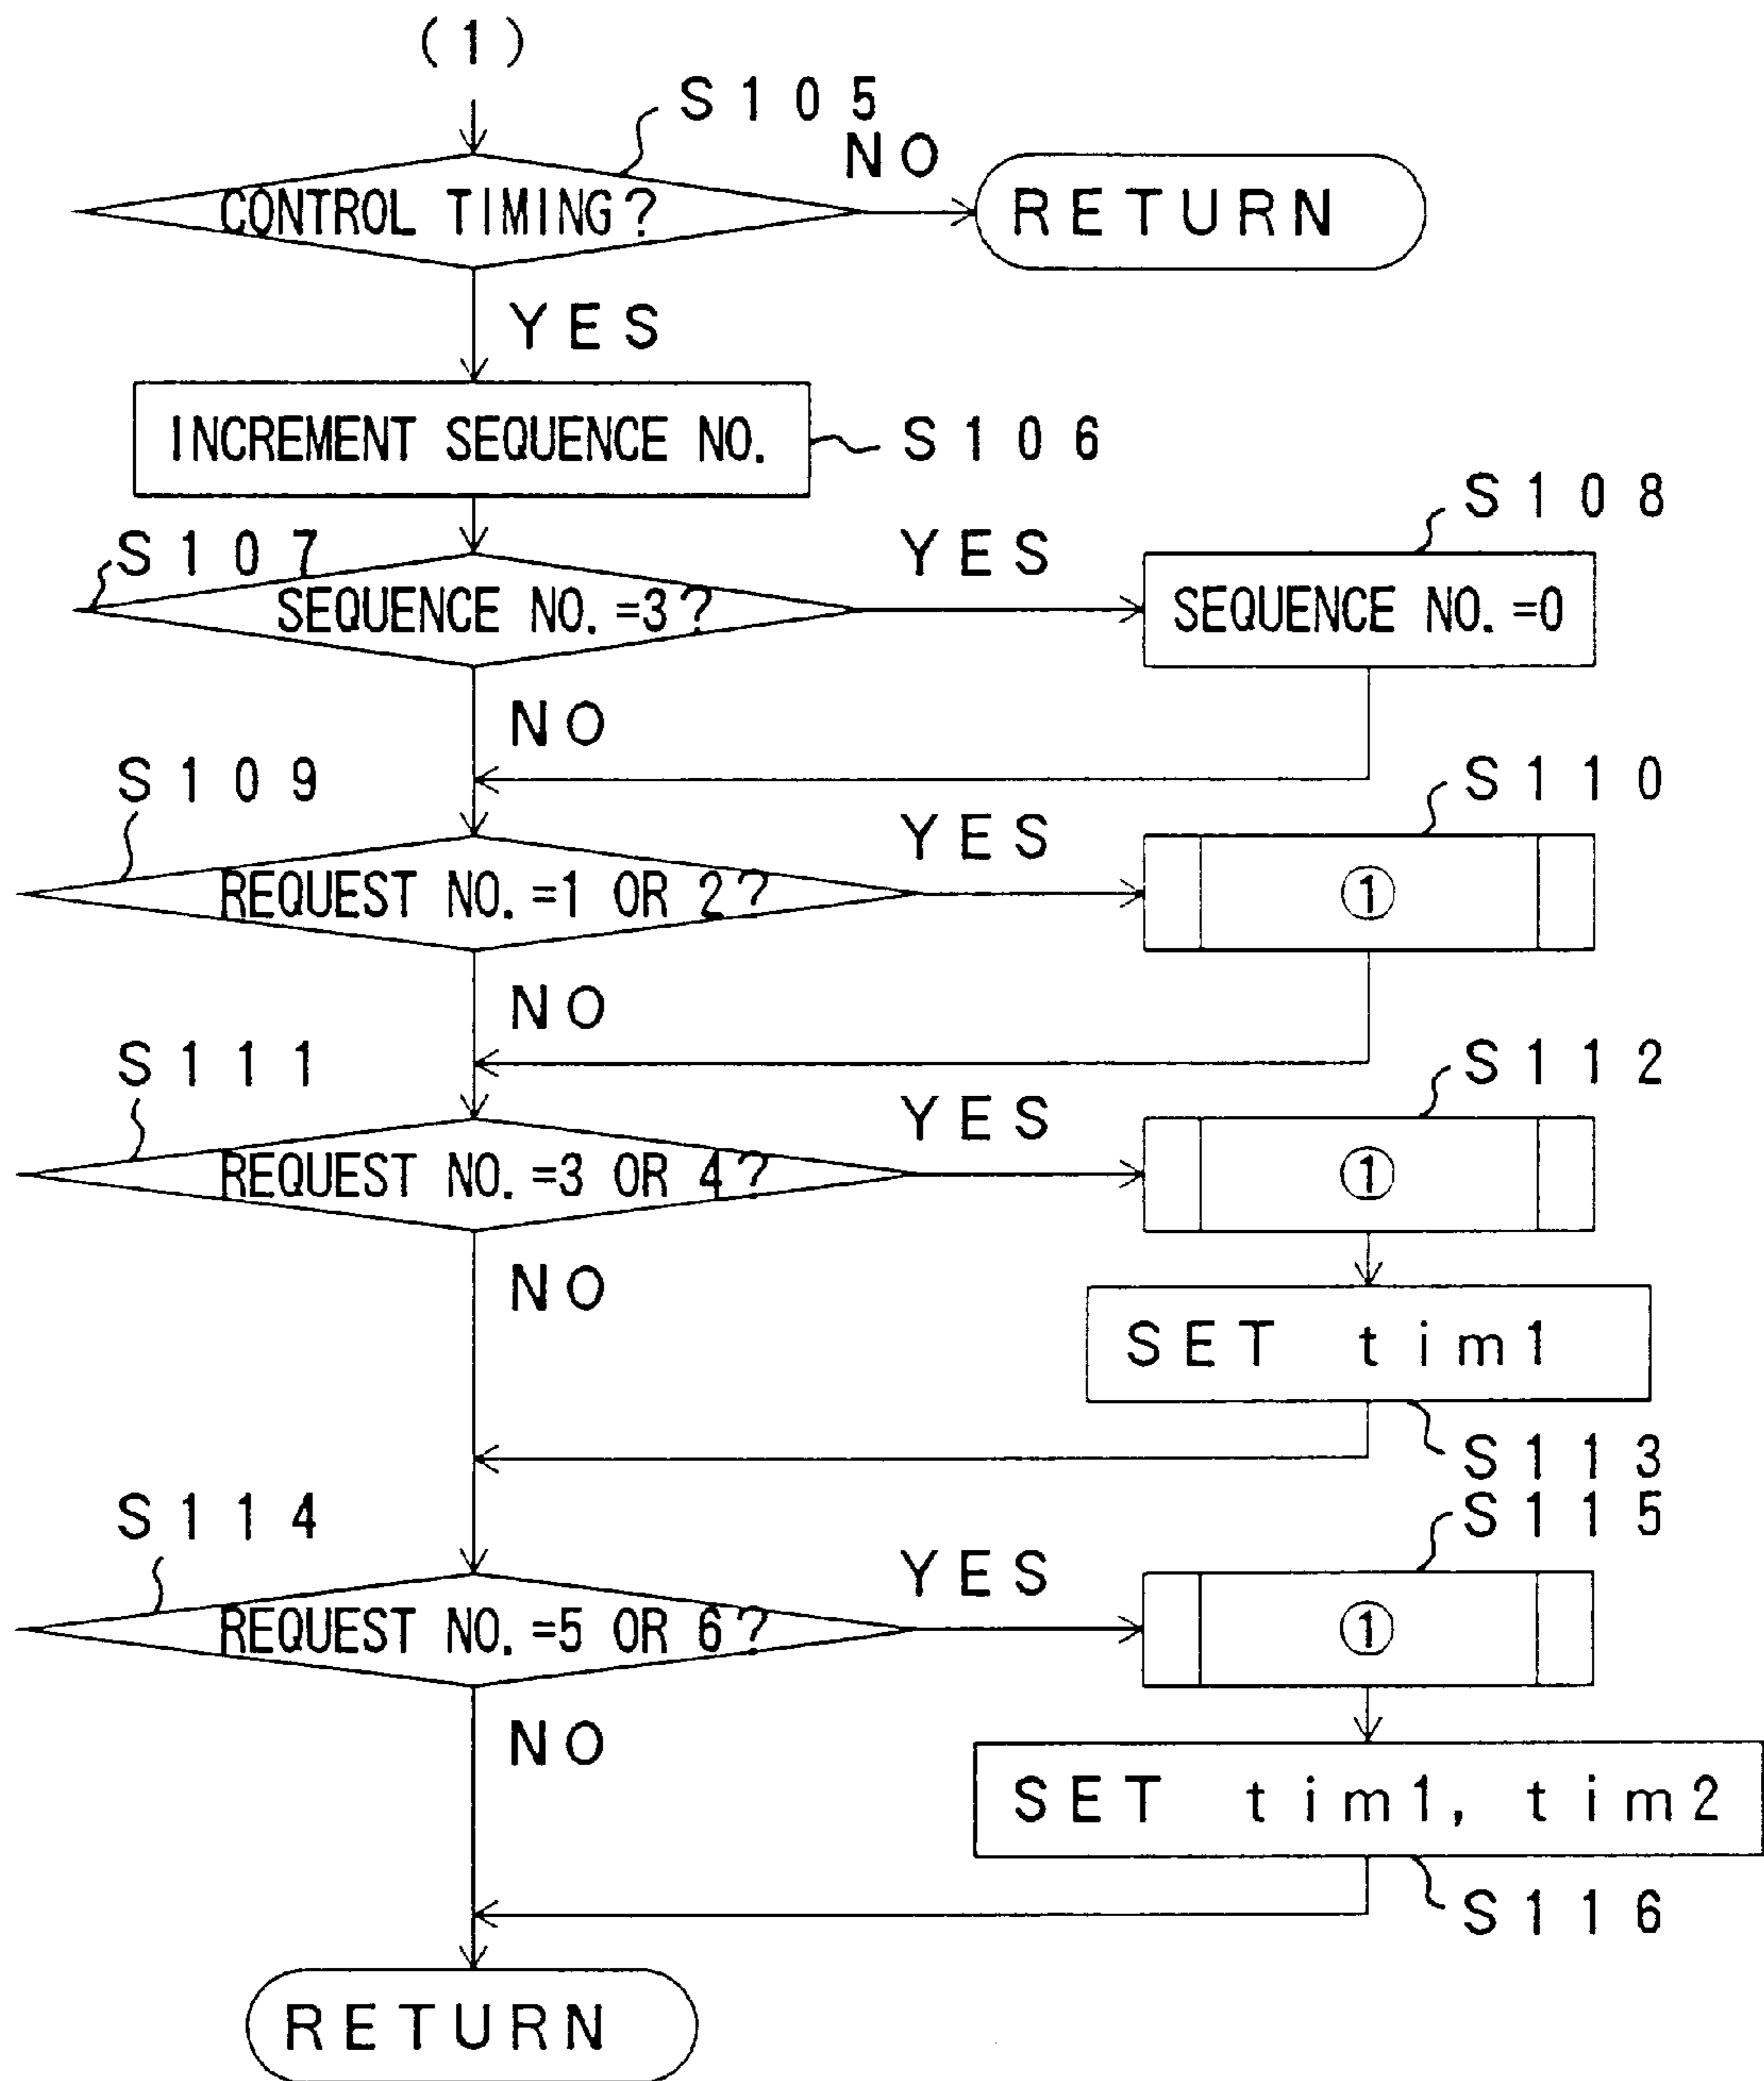 (1)
S105
NO
CONTROL TIMING?
RETURN
YES
INCREMENT SEQUENCE NO.
S106
S108
S107
YES
SEQUENCE NO.=3?
SEQUENCE NO.=0
NO
S109
S110
YES
REQUEST NO.=1 OR 2?
①
NO
S111
S112
YES
REQUEST NO.=3 OR 4?
①
NO
SET tim1
S113
S114
S115
YES
REQUEST NO.=5 OR 6?
①
NO
SET tim1, tim2
S116
RETURN